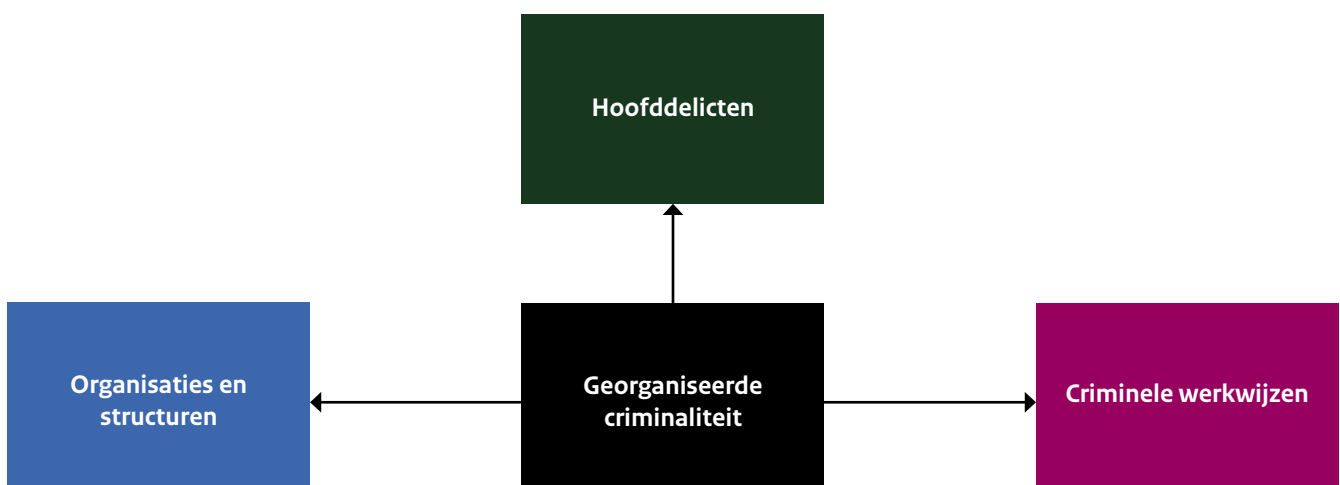 Hoofddelicten
Organisaties en
structuren
Georganiseerde
criminaliteit
Criminele werkwijzen